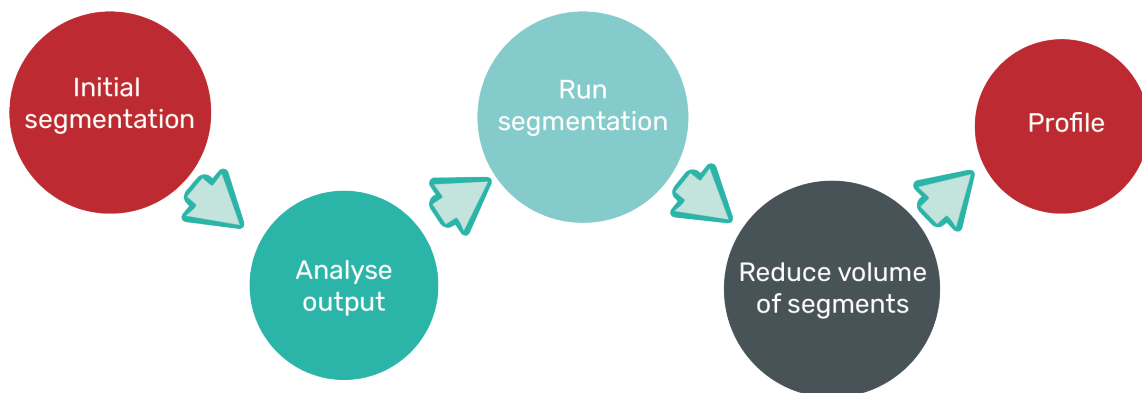 Initial
segmentation
Analyse
output
Run
segmentation
Reduce volume
of segments
Profile